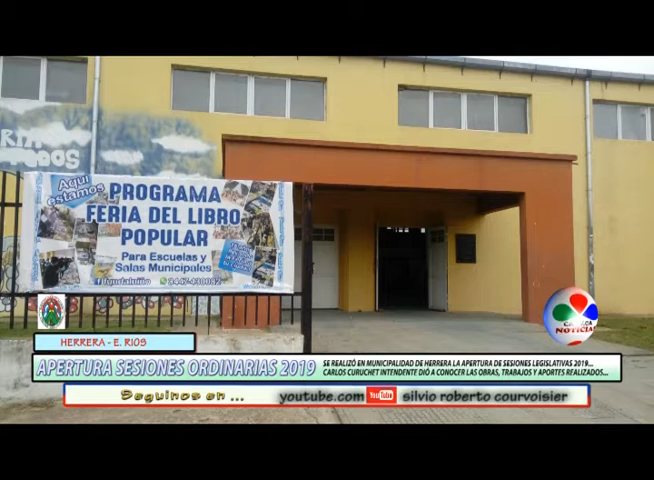 Aquí
estamos
PROGRAMA
FERIA DEL LIBRO
POPULAR
Para Escuelas y
Salas Municipales
HERRERA - E. RIOS
APERTURA SESIONES ORDINARIAS 2019
SE REALIZÓ EN MUNICIPALIDAD DE HERRERA LA APERTURA DE SESIONES LEGISLATIVAS 2019...
CARLOS CURUCHET INTENDENTE DIÓ A CONOCER LAS OBRAS, TRABAJOS Y APORTES REALIZADOS...
Seguinos en ...
youtube.com YouTube silvio roberto courvoisier
NOTICIAS